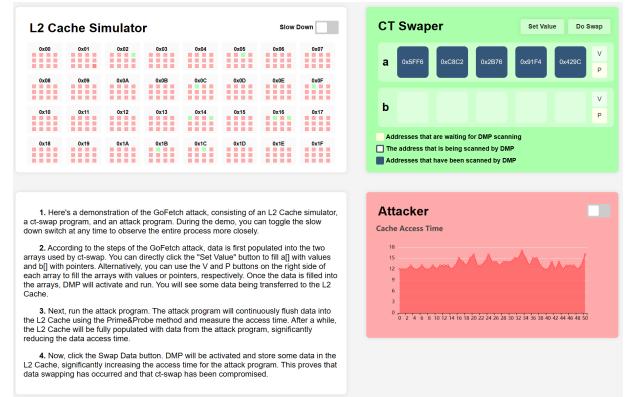 L2 Cache Simulator
Slow Down
0x00 0x01 0x02 0x03 0x04 0x05 0x06 0x07
0x08 0x09 0x0A 0x0B 0x0C 0x0D 0x0E 0x0F
0x10 0x11 0x12 0x13 0x14 0x15 0x16 0x17
0x18 0x19 0x1A 0x1B 0x1C 0x1D 0x1E 0x1F
CT Swaper
Set Value
Do Swap
a 0x5FF6 0xC8C2 0x2B76 0x91F4 0x429C
V
P
b
V
P
Addresses that are waiting for DMP scanning
The address that is being scanned by DMP
Addresses that have been scanned by DMP
1. Here's a demonstration of the GoFetch attack, consisting of an L2 Cache simulator,
a ct-swap program, and an attack program. During the demo, you can toggle the slow
down switch at any time to observe the entire process more closely.
2. According to the steps of the GoFetch attack, data is first populated into the two
arrays used by ct-swap. You can directly click the "Set Value" button to fill a[] with values
and b[] with pointers. Alternatively, you can use the V and P buttons on the right side of
each array to fill the arrays with values or pointers, respectively. Once the data is filled into
the arrays, DMP will activate and run. You will see some data being transferred to the L2
Cache.
3. Next, run the attack program. The attack program will continuously flush data into
the L2 Cache using the Prime&Probe method and measure the access time. After a while,
the L2 Cache will be fully populated with data from the attack program, significantly
reducing the data access time.
4. Now, click the Swap Data button. DMP will be activated and store some data in the
L2 Cache, significantly increasing the access time for the attack program. This proves that
data swapping has occurred and that ct-swap has been compromised.
Attacker
Cache Access Time
18
15
12
9
6
3
0
0 2 4 6 8 10 12 14 16 18 20 22 24 26 28 30 32 34 36 38 40 42 44 46 48 50